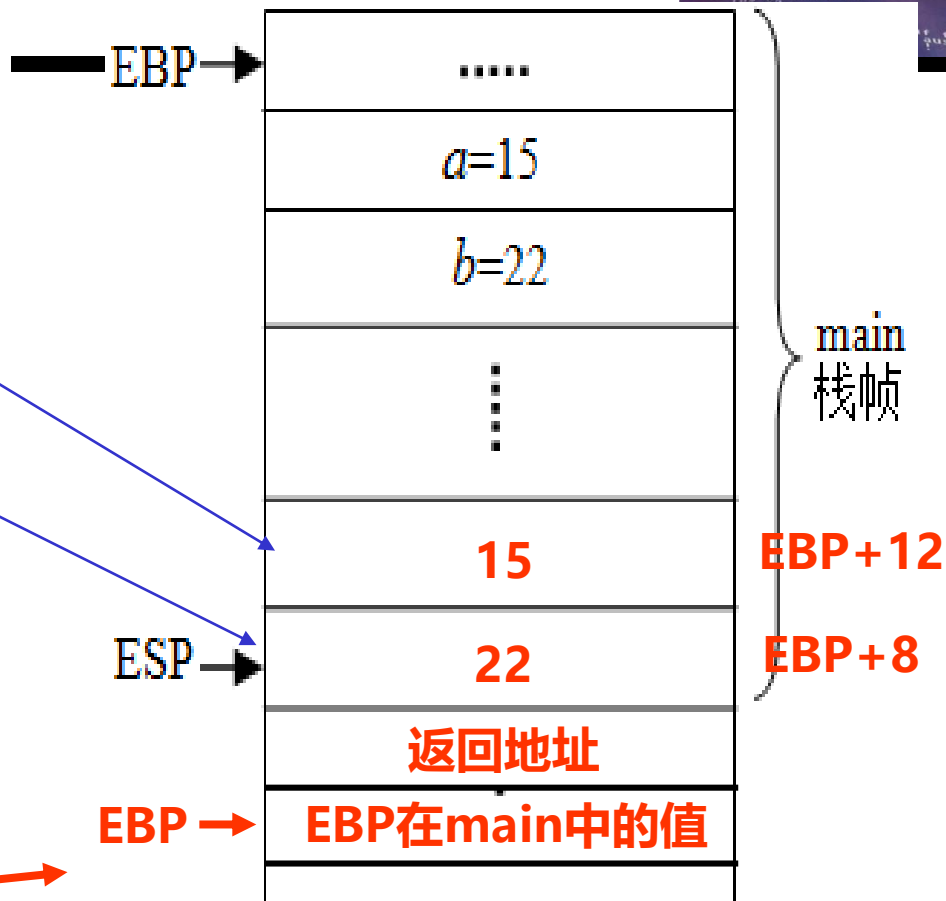 EBP
.....
a=15
b=22
main
栈帧
15
EBP+12
ESP
22
EBP+8
返回地址
EBP
EBP在main中的值